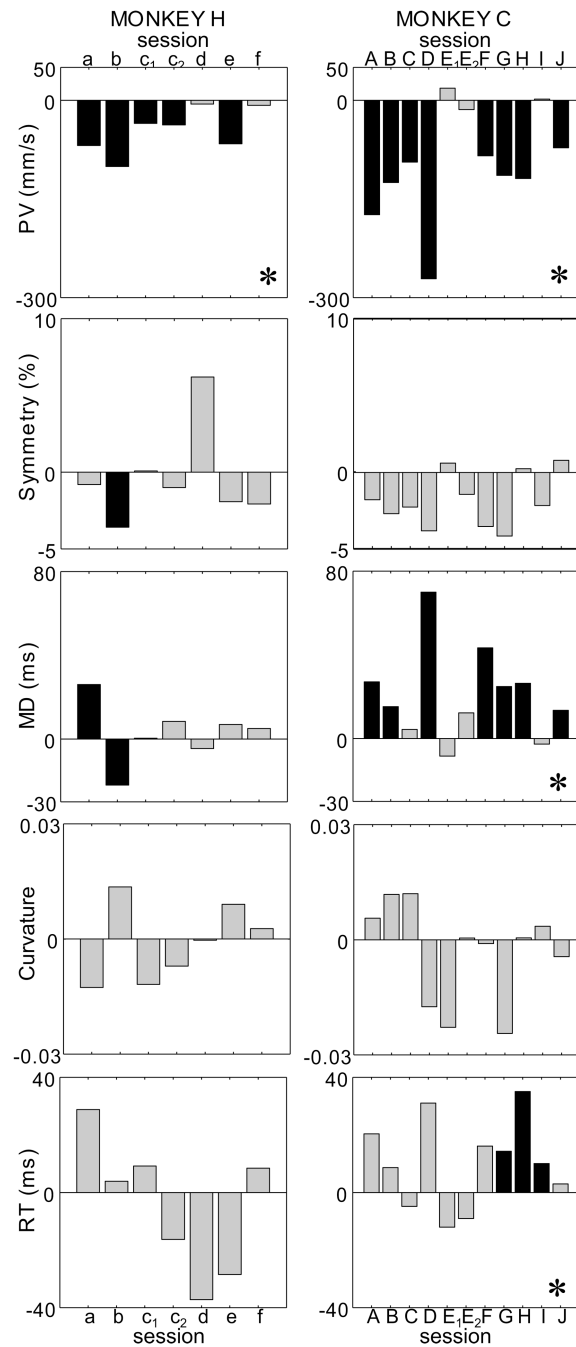 MONKEY H MONKEY C
session session
a b c₁ c₂ d e f A B C D E₁ E₂ F G H I J
50 50
0 0
PV (mm/s)
-300 * -300 *
10 10
Symmetry (%)
0 0
-5 -5
80 80
MD (ms)
0 0
-30 -30 *
0.03 0.03
Curvature
0 0
-0.03 -0.03
40 40
RT (ms)
0 0
-40 -40 *
a b c₁ c₂ d e f A B C D E₁ E₂ F G H I J
session session